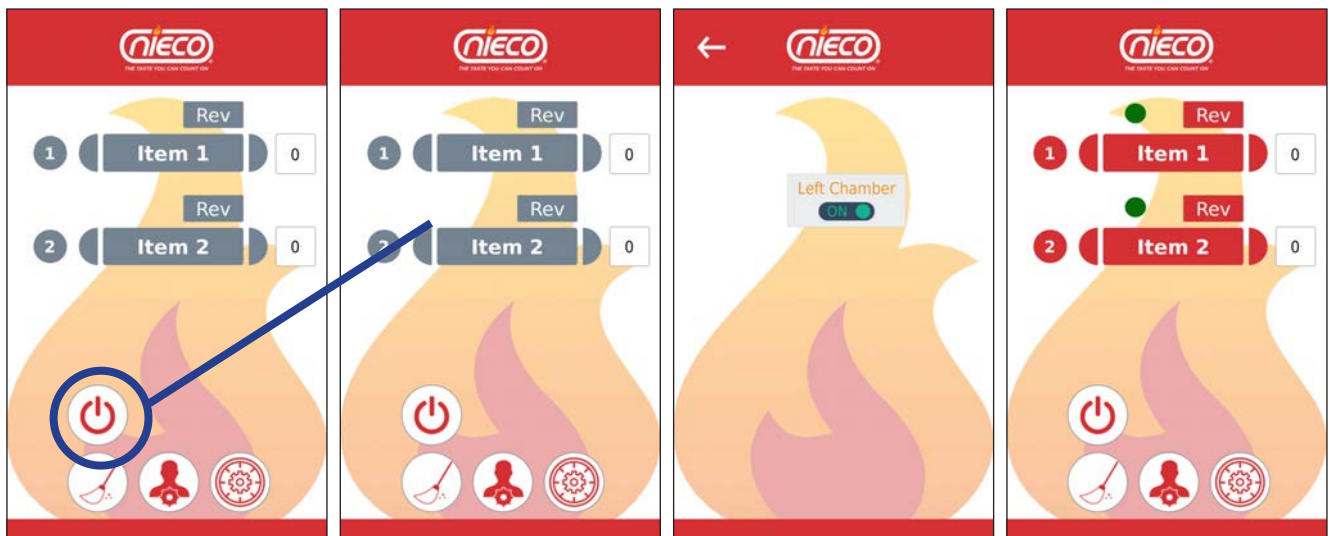 NIECO
THE TASTE YOU CAN COUNT ON
Rev
1 Item 1 0
Rev
2 Item 2 0
NIECO
THE TASTE YOU CAN COUNT ON
Rev
1 Item 1 0
Rev
2 Item 2 0
NIECO
THE TASTE YOU CAN COUNT ON
Left Chamber
ON
NIECO
THE TASTE YOU CAN COUNT ON
Rev
1 Item 1 0
Rev
2 Item 2 0